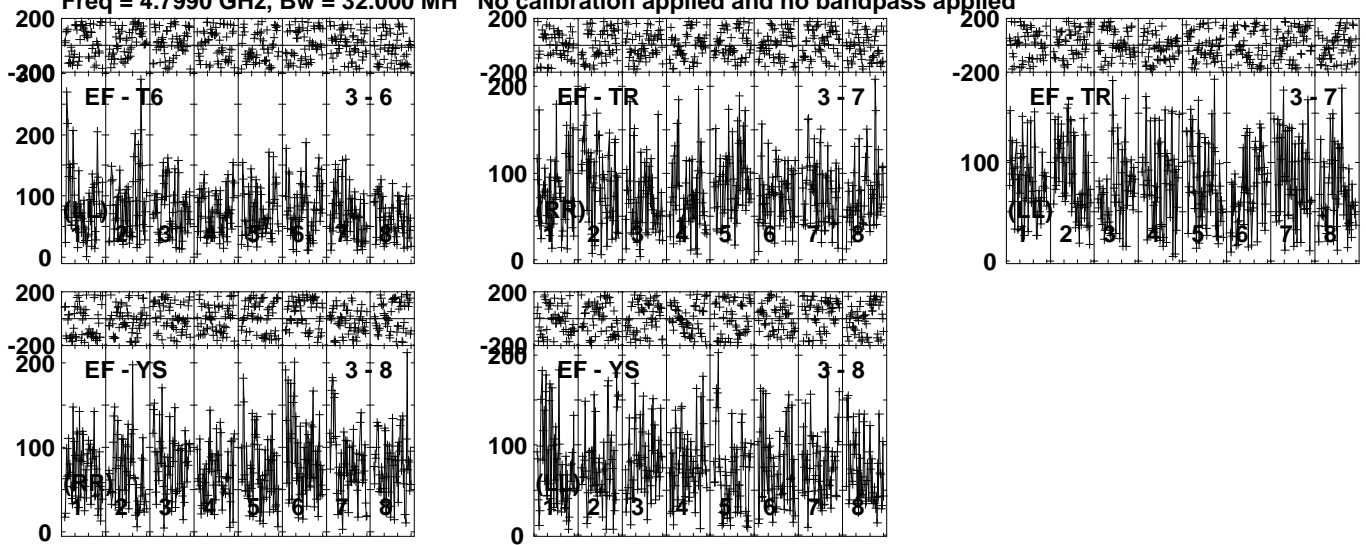 Freq = 4.7990 GHz, Bw = 32.000 MH No calibration applied and no bandpass applied
200 200 200
-200 -200 -200
300 200
EF - T6 3 - 6 EF - TR 3 - 7 EF - TR 3 - 7
200
100 100 100
(LL) (RR) (LL)
1 2 3 4 5 6 7 8 1 2 3 4 5 6 7 8 1 2 3 4 5 6 7 8
0 0 0
200 200
-200 -200
200 200
EF - YS 3 - 8 EF - YS 3 - 8
100 100
(RR) (LL)
1 2 3 4 5 6 7 8 1 2 3 4 5 6 7 8
0 0